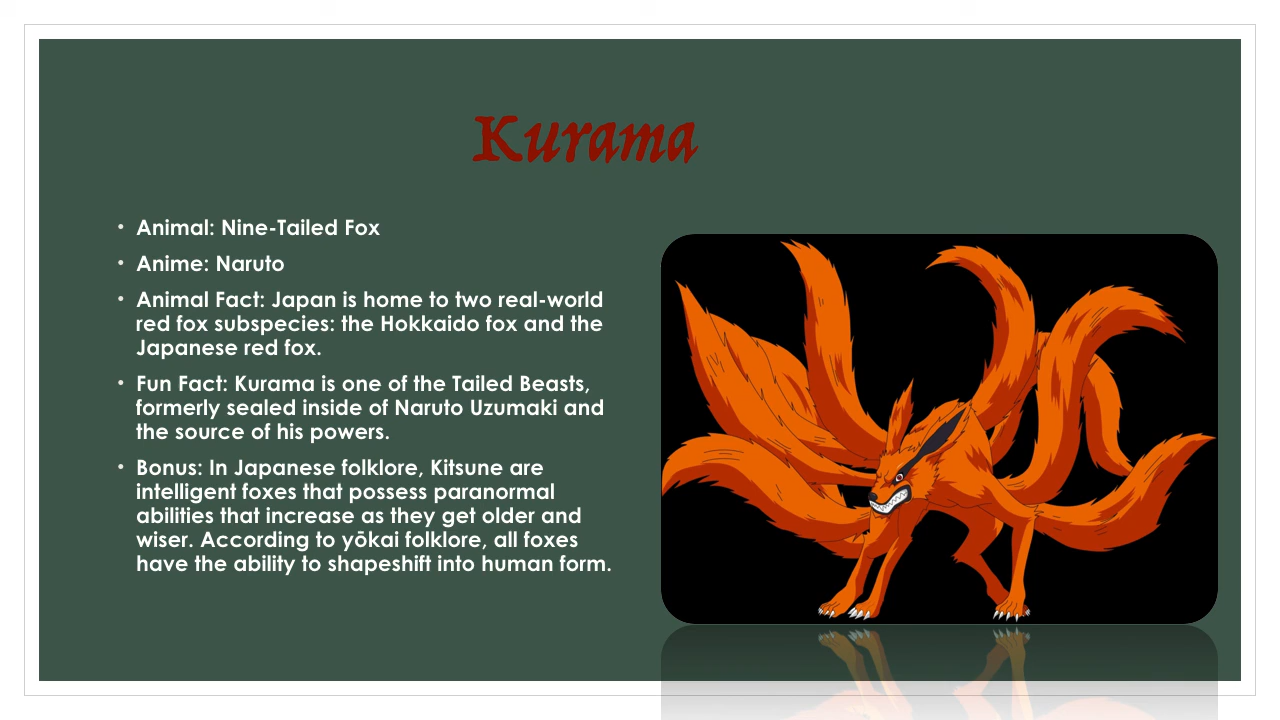 Kurama
• Animal: Nine-Tailed Fox
• Anime: Naruto
• Animal Fact: Japan is home to two real-world
red fox subspecies: the Hokkaido fox and the
Japanese red fox.
• Fun Fact: Kurama is one of the Tailed Beasts,
formerly sealed inside of Naruto Uzumaki and
the source of his powers.
• Bonus: In Japanese folklore, Kitsune are
intelligent foxes that possess paranormal
abilities that increase as they get older and
wiser. According to yōkai folklore, all foxes
have the ability to shapeshift into human form.